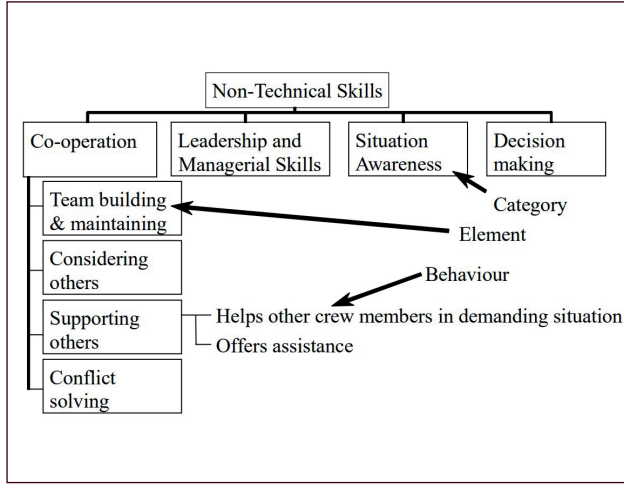 Non-Technical Skills
Co-operation
Leadership and
Managerial Skills
Situation
Awareness
Decision
making
Category
Team building
& maintaining
Element
Considering
others
Behaviour
Supporting
others
Helps other crew members in demanding situation
Offers assistance
Conflict
solving